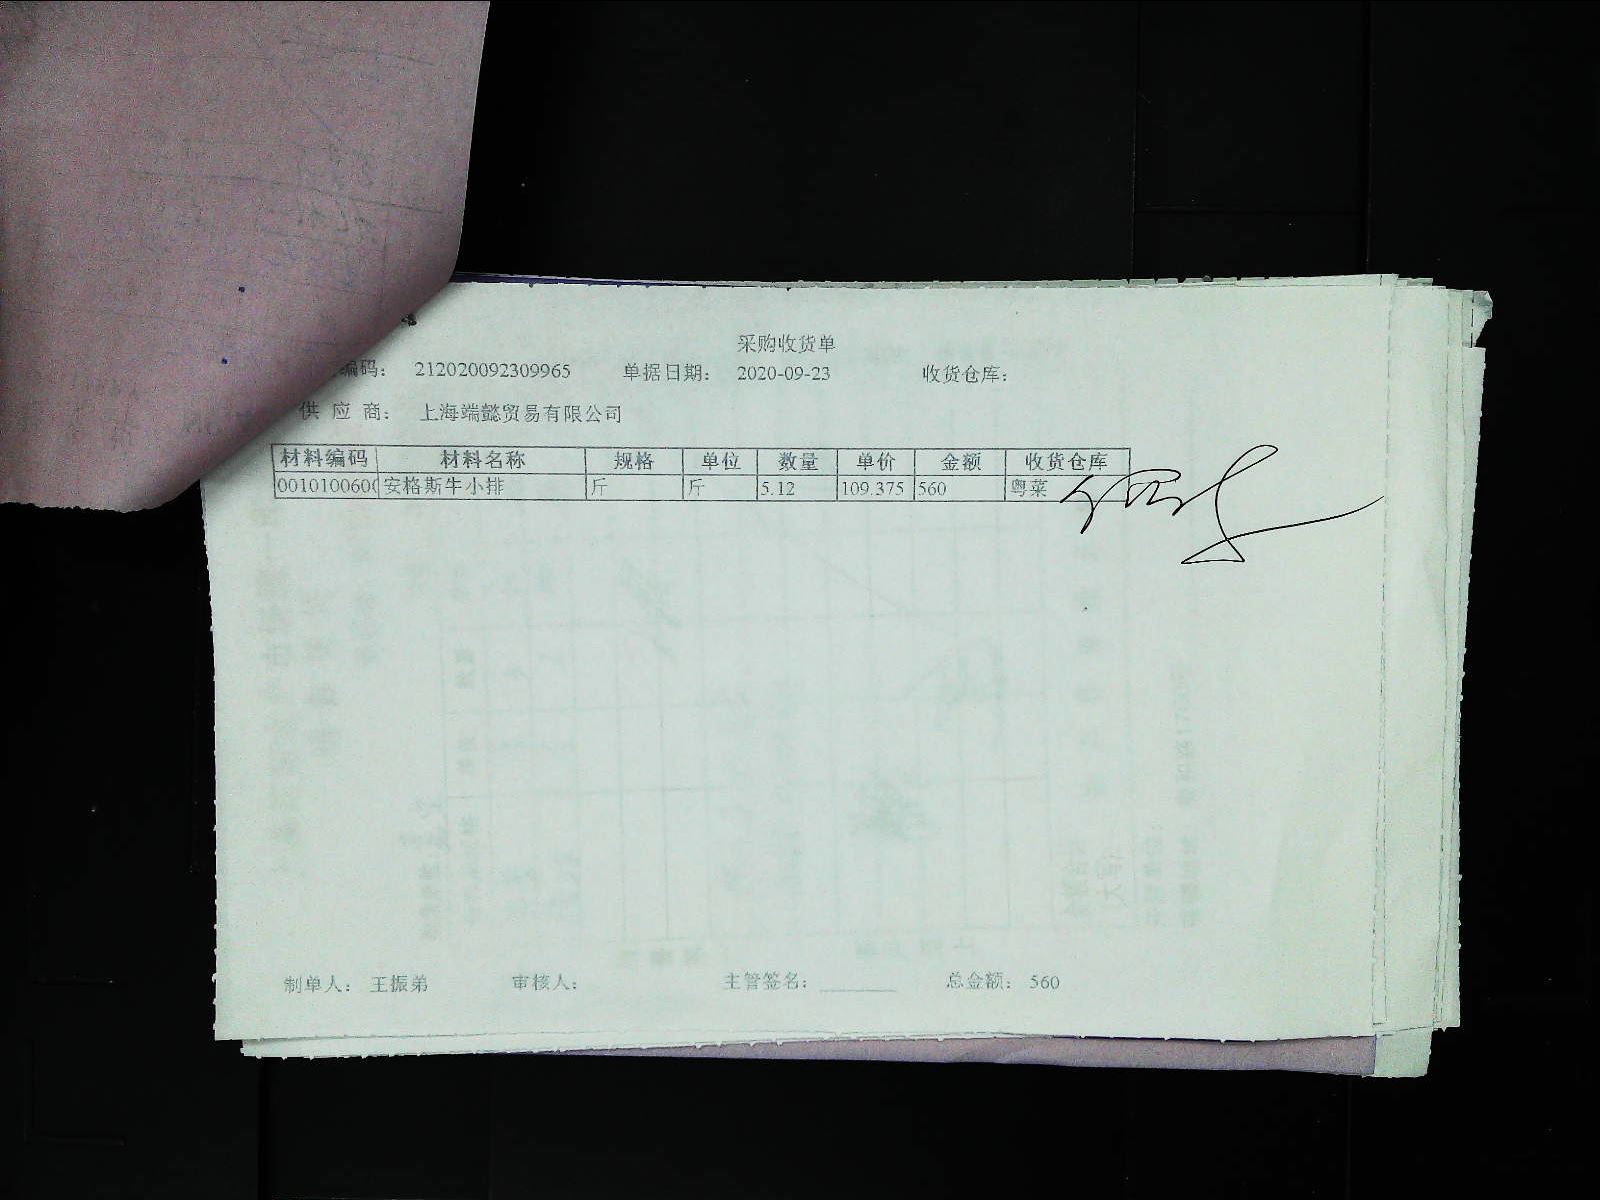 采购收货单
编码： 212020092309965 单据日期： 2020-09-23 收货仓库：
供 应 商： 上海端懿贸易有限公司
材料编码 材料名称 规格 单位 数量 单价 金额 收货仓库
0010100600 安格斯牛小排 斤 斤 5.12 109.375 560 粤菜
制单人： 王振弟 审核人： 主管签名：________ 总金额： 560